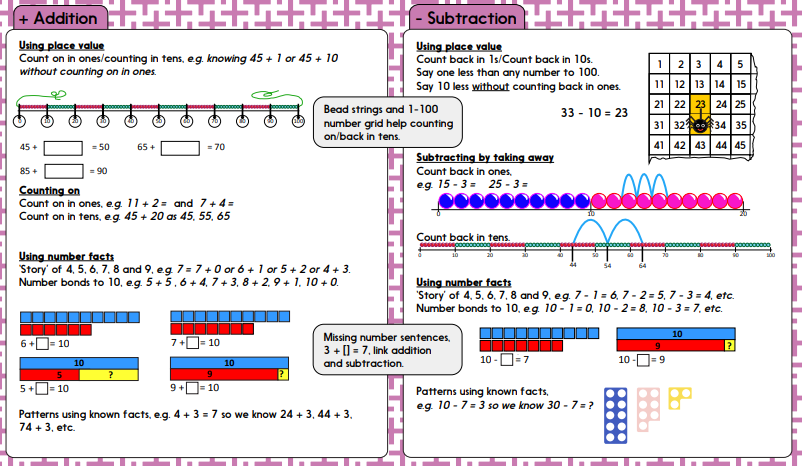 + Addition
Using place value
Count on in ones/counting in tens, e.g. knowing 45 + 1 or 45 + 10
without counting on in ones.
0 10 20 30 40 50 60 70 80 90 100
45 + = 50 65 + = 70
85 + = 90
Counting on
Count on in ones, e.g. 11 + 2 = and 7 + 4 =
Count on in tens, e.g. 45 + 20 as 45, 55, 65
Using number facts
'Story' of 4, 5, 6, 7, 8 and 9, e.g. 7 = 7 + 0 or 6 + 1 or 5 + 2 or 4 + 3.
Number bonds to 10, e.g. 5 + 5 , 6 + 4, 7 + 3, 8 + 2, 9 + 1, 10 + 0.
6 + = 10
7 + = 10
10
5 ?
5 + = 10
10
9 ?
9 + = 10
Patterns using known facts, e.g. 4 + 3 = 7 so we know 24 + 3, 44 + 3,
74 + 3, etc.
Bead strings and 1-100
number grid help counting
on/back in tens.
Missing number sentences,
3 + [] = 7, link addition
and subtraction.
- Subtraction
Using place value
Count back in 1s/Count back in 10s.
Say one less than any number to 100.
Say 10 less without counting back in ones.
33 - 10 = 23
1 2 3 4 5
11 12 13 14 15
21 22 23 24 25
31 32 34 35
41 42 43 44 45
Subtracting by taking away
Count back in ones,
e.g. 15 - 3 = 25 - 3 =
0 10 20
Count back in tens.
0 10 20 30 40 50 60 70 80 90 100
44 54 64
Using number facts
'Story' of 4, 5, 6, 7, 8 and 9, e.g. 7 - 1 = 6, 7 - 2 = 5, 7 - 3 = 4, etc.
Number bonds to 10, e.g. 10 - 1 = 0, 10 - 2 = 8, 10 - 3 = 7, etc.
10 - = 7
10
9 ?
10 - = 9
Patterns using known facts,
e.g. 10 - 7 = 3 so we know 30 - 7 = ?